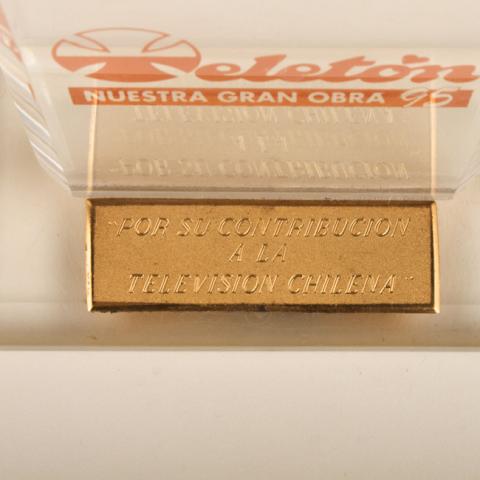 Teletón
NUESTRA GRAN OBRA 95
"POR SU CONTRIBUCION
A LA
TELEVISION CHILENA"